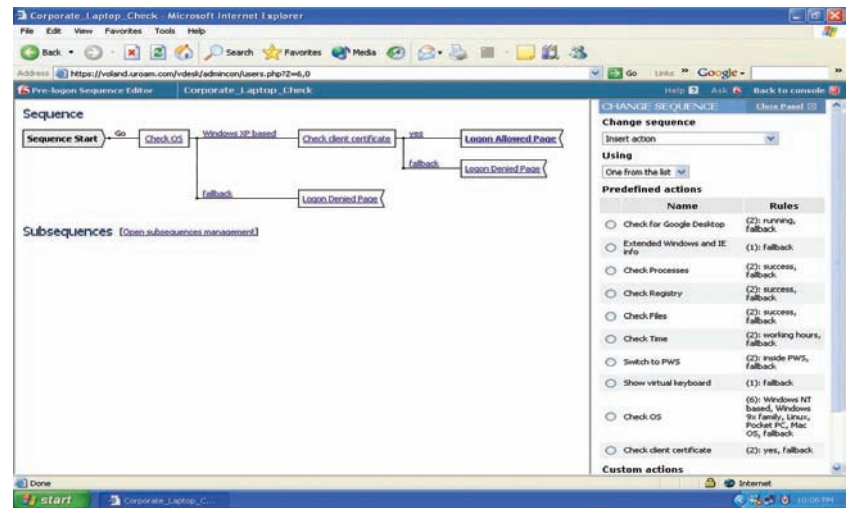 Corporate_Laptop_Check - Microsoft Internet Explorer
File Edit View Favorites Tools Help
Back Search Favorites Media
Address https://voland.uroam.com/vdesk/admincon/users.php?Z=6,0 Go Links » Google -
Pre-logon Sequence Editor Corporate_Laptop_Check Help Ask Back to console
Sequence
Sequence Start Go Check OS Windows XP based Check client certificate yes Logon Allowed Page
fallback Logon Denied Page
fallback Logon Denied Page
Subsequences [Open subsequences management]
CHANGE SEQUENCE Close Panel
Change sequence
Insert action
Using
One from the list
Predefined actions
Name Rules
Check for Google Desktop (2): running, fallback
Extended Windows and IE info (1): fallback
Check Processes (2): success, fallback
Check Registry (2): success, fallback
Check Files (2): success, fallback
Check Time (2): working hours, fallback
Switch to PWS (2): inside PWS, fallback
Show virtual keyboard (1): fallback
Check OS (6): Windows NT based, Windows 9x family, Linux, Pocket PC, Mac OS, fallback
Check client certificate (2): yes, fallback
Custom actions
Done Internet
start Corporate_Laptop_C... 10:06 PM